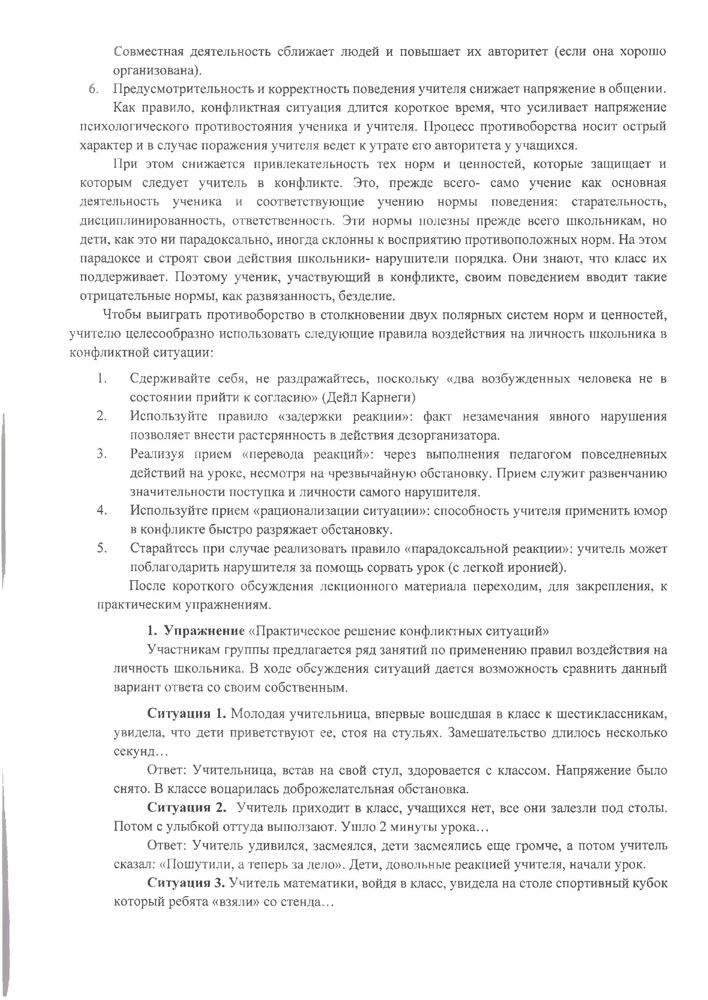 Совместная деятельность сближает людей и повышает их авторитет (если она хорошо
организована).
6. Предусмотрительность и корректность поведения учителя снижает напряжение в общении.
Как правило, конфликтная ситуация длится короткое время, что усиливает напряжение
психологического противостояния ученика и учителя. Процесс противоборства носит острый
характер и в случае поражения учителя ведет к утрате его авторитета у учащихся.
При этом снижается привлекательность тех норм и ценностей, которые защищает и
которым следует учитель в конфликте. Это, прежде всего- само учение как основная
деятельность ученика и соответствующие учению нормы поведения: старательность,
дисциплинированность, ответственность. Эти нормы полезны прежде всего школьникам, но
дети, как это ни парадоксально, иногда склонны к восприятию противоположных норм. На этом
парадоксе и строят свои действия школьники- нарушители порядка. Они знают, что класс их
поддерживает. Поэтому ученик, участвующий в конфликте, своим поведением вводит такие
отрицательные нормы, как развязанность, безделие.
Чтобы выиграть противоборство в столкновении двух полярных систем норм и ценностей,
учителю целесообразно использовать следующие правила воздействия на личность школьника в
конфликтной ситуации:
1. Сдерживайте себя, не раздражайтесь, поскольку «два возбужденных человека не в
состоянии прийти к согласию» (Дейл Карнеги)
2. Используйте правило «задержки реакции»: факт незамечания явного нарушения
позволяет внести растерянность в действия дезорганизатора.
3. Реализуя прием «перевода реакций»: через выполнения педагогом повседневных
действий на уроке, несмотря на чрезвычайную обстановку. Прием служит развенчанию
значительности поступка и личности самого нарушителя.
4. Используйте прием «рационализации ситуации»: способность учителя применить юмор
в конфликте быстро разряжает обстановку.
5. Старайтесь при случае реализовать правило «парадоксальной реакции»: учитель может
поблагодарить нарушителя за помощь сорвать урок (с легкой иронией).
После короткого обсуждения лекционного материала переходим, для закрепления, к
практическим упражнениям.
1. Упражнение «Практическое решение конфликтных ситуаций»
Участникам группы предлагается ряд занятий по применению правил воздействия на
личность школьника. В ходе обсуждения ситуаций дается возможность сравнить данный
вариант ответа со своим собственным.
Ситуация 1. Молодая учительница, впервые вошедшая в класс к шестиклассникам,
увидела, что дети приветствуют ее, стоя на стульях. Замешательство длилось несколько
секунд...
Ответ: Учительница, встав на свой стул, здоровается с классом. Напряжение было
снято. В классе воцарилась доброжелательная обстановка.
Ситуация 2. Учитель приходит в класс, учащихся нет, все они залезли под столы.
Потом с улыбкой оттуда выползают. Ушло 2 минуты урока...
Ответ: Учитель удивился, засмеялся, дети засмеялись еще громче, а потом учитель
сказал: «Пошутили, а теперь за дело». Дети, довольные реакцией учителя, начали урок.
Ситуация 3. Учитель математики, войдя в класс, увидела на столе спортивный кубок
который ребята «взяли» со стенда...